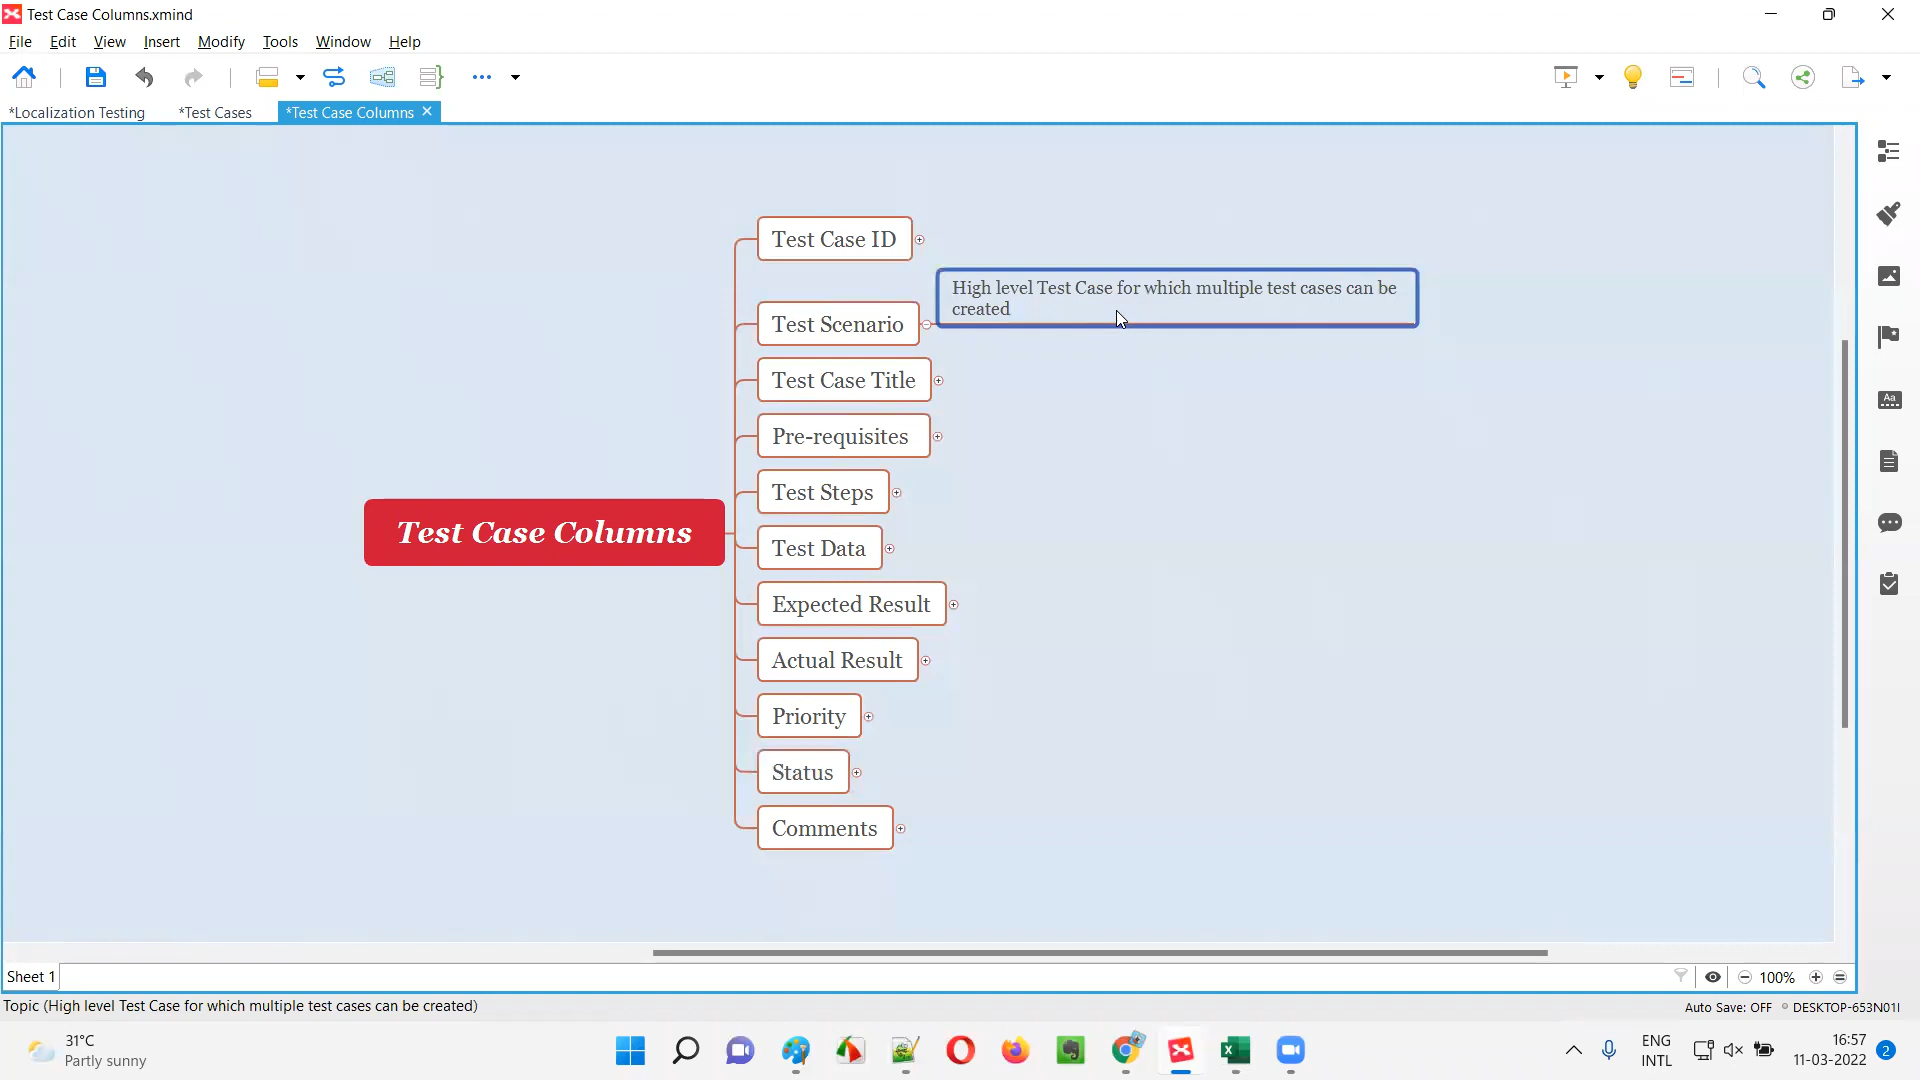 Test Case Columns.xmind
File Edit View Insert Modify Tools Window Help
*Localization Testing *Test Cases *Test Case Columns
Test Case ID
High level Test Case for which multiple test cases can be
created
Test Scenario
Test Case Title
Pre-requisites
Test Steps
Test Case Columns
Test Data
Expected Result
Actual Result
Priority
Status
Comments
Aa
Sheet 1
100%
Topic (High level Test Case for which multiple test cases can be created)
Auto Save: OFF DESKTOP-653N01I
31°C
Partly sunny
ENG
INTL
16:57
11-03-2022
2